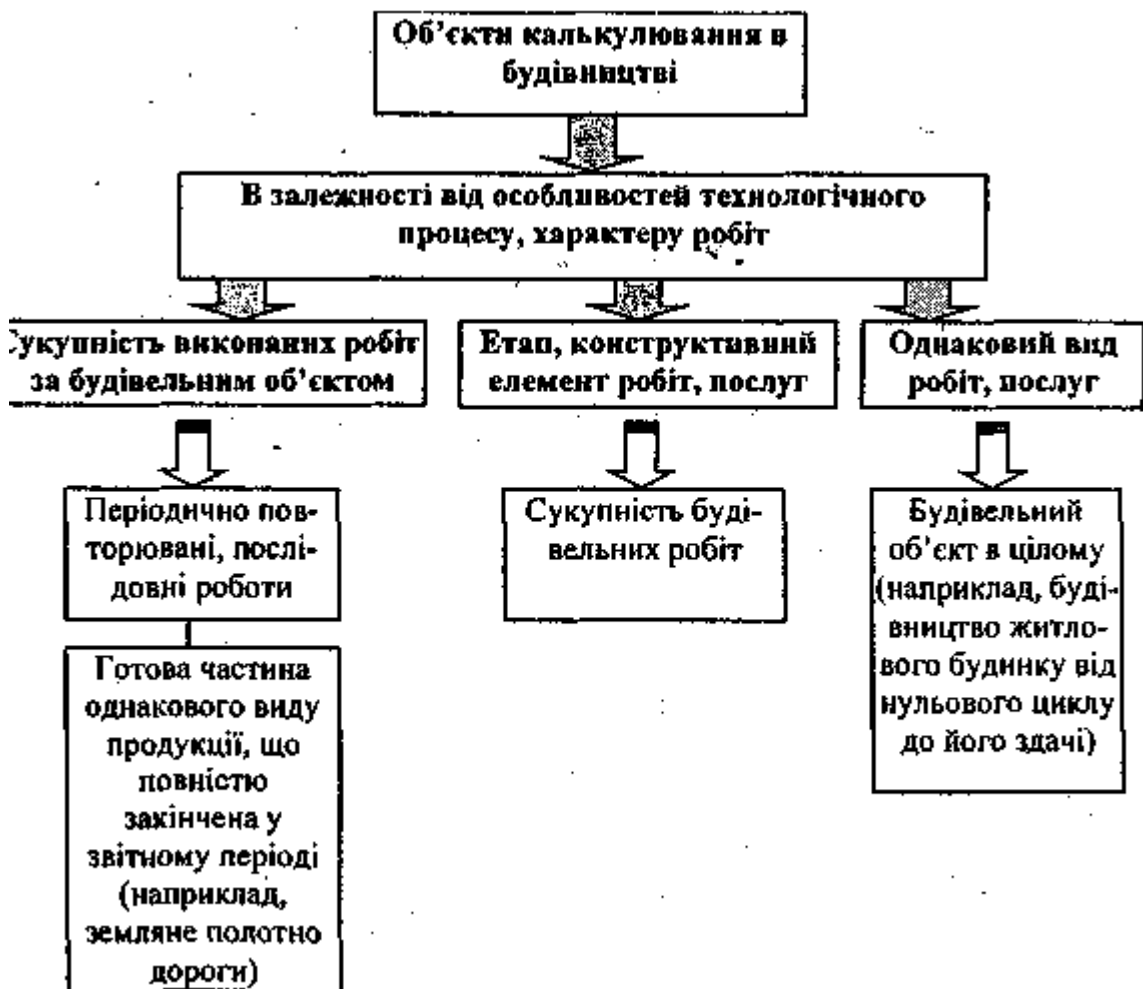 Об’єкти калькулювання в
будівництві
В залежності від особливостей технологічного
процесу, характеру робіт
Сукупність виконаних робіт
за будівельним об’єктом
Етап, конструктивний
елемент робіт, послуг
Однаковий вид
робіт, послуг
Періодично пов-
торювані, послі-
довні роботи
Сукупність буді-
вельних робіт
Будівельний
об’єкт в цілому
(наприклад, буді-
вництво житло-
вого будинку від
нульового циклу
до його здачі)
Готова частина
однакового виду
продукції, що
повністю
закінчена у
звітному періоді
(наприклад,
земляне полотно
дороги)